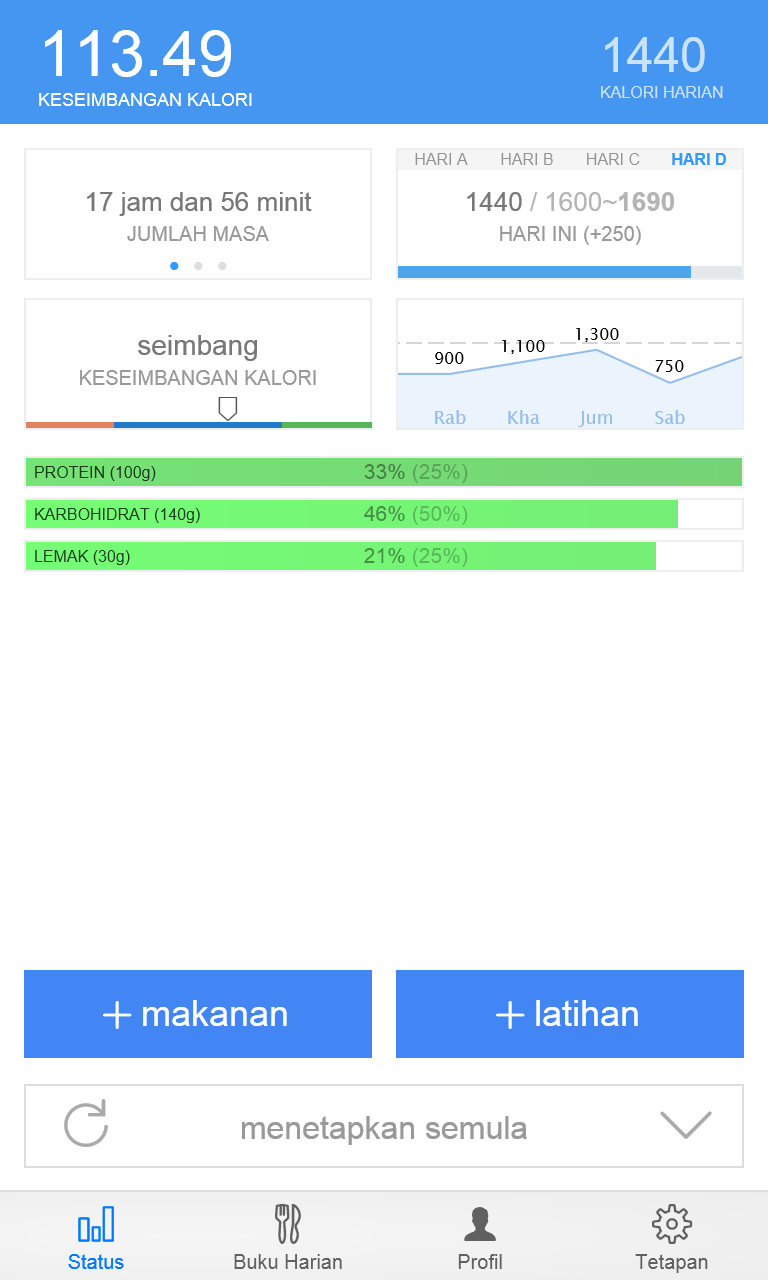 113.49
KESEIMBANGAN KALORI
1440
KALORI HARIAN
17 jam dan 56 minit
JUMLAH MASA
HARI A HARI B HARI C HARI D
1440 / 1600~1690
HARI INI (+250)
seimbang
KESEIMBANGAN KALORI
900 1,100 1,300 750
Rab Kha Jum Sab
PROTEIN (100g) 33% (25%)
KARBOHIDRAT (140g) 46% (50%)
LEMAK (30g) 21% (25%)
+ makanan
+ latihan
menetapkan semula
Status Buku Harian Profil Tetapan